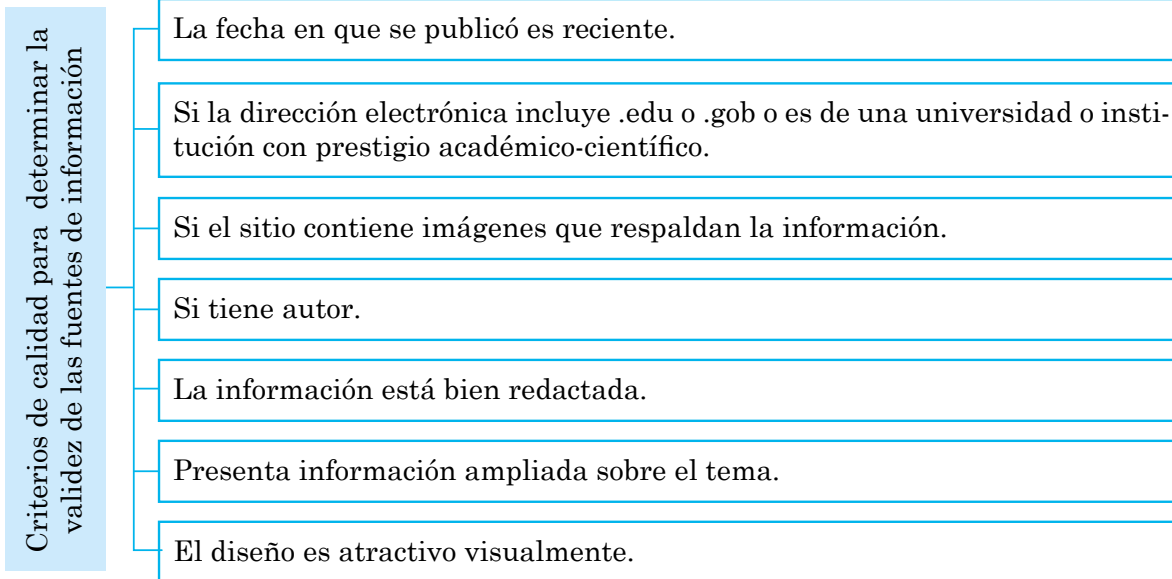 Criterios de calidad para determinar la
validez de las fuentes de información
La fecha en que se publicó es reciente.
Si la dirección electrónica incluye .edu o .gob o es de una universidad o insti-
tución con prestigio académico-científico.
Si el sitio contiene imágenes que respaldan la información.
Si tiene autor.
La información está bien redactada.
Presenta información ampliada sobre el tema.
El diseño es atractivo visualmente.